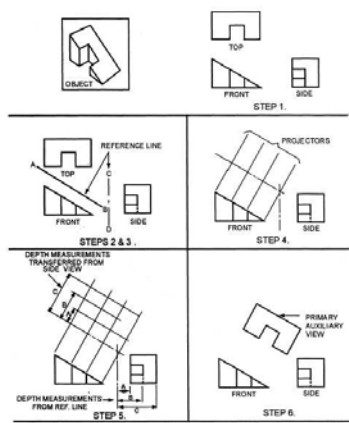 OBJECT
TOP
FRONT
SIDE
STEP 1.
REFERENCE LINE
A
TOP
C
B
D
FRONT
SIDE
STEPS 2 & 3 .
PROJECTORS
FRONT
SIDE
STEP 4.
DEPTH MEASUREMENTS
TRANSFERRED FROM
SIDE VIEW
C
B
A
A
B
C
DEPTH MEASUREMENTS
FROM REF. LINE
STEP 5.
PRIMARY
AUXILIARY
VIEW
FRONT
SIDE
STEP 6.